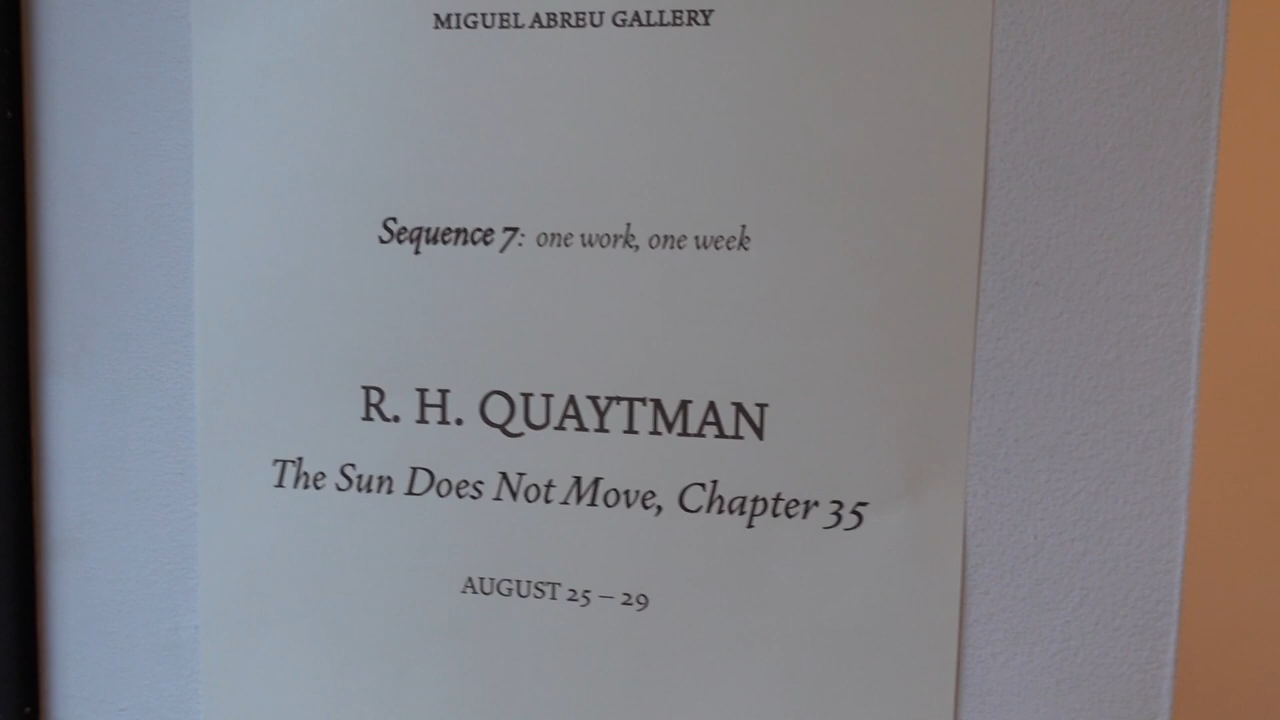 MIGUEL ABREU GALLERY
Sequence 7: one work, one week
R. H. QUAYTMAN
The Sun Does Not Move, Chapter 35
AUGUST 25 – 29